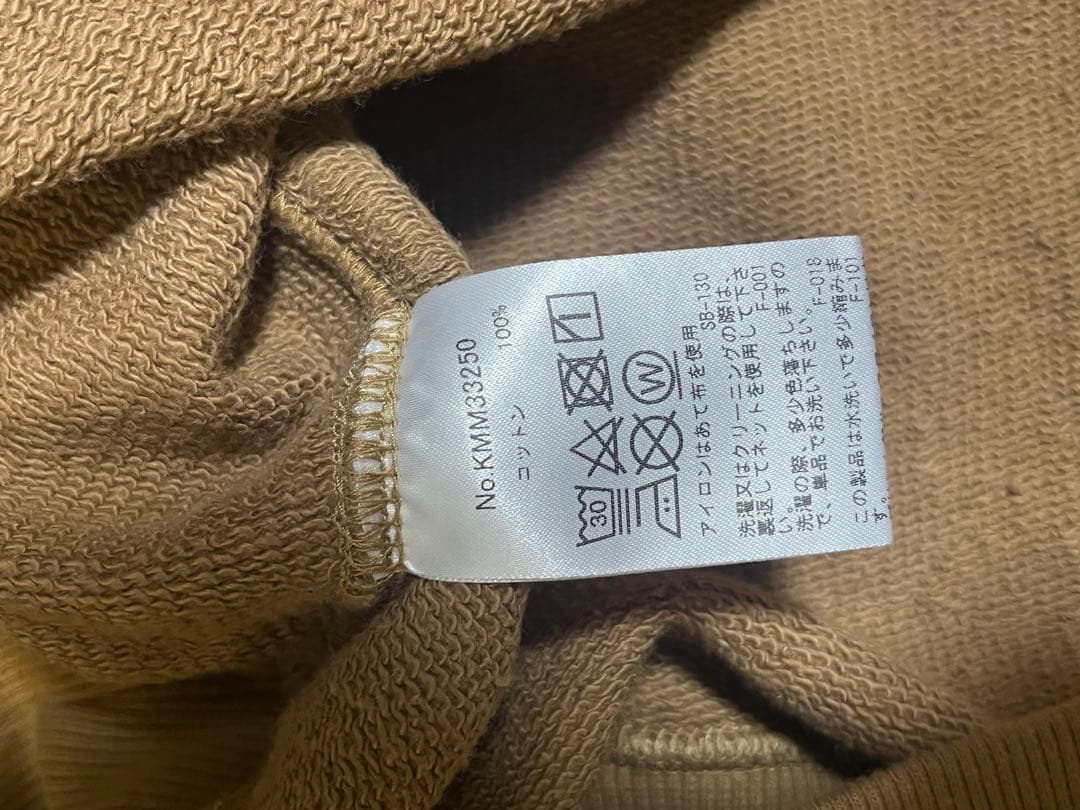 No.KMM33250
コットン 100%
30
W
アイロンはあて布を使用
SB-130
洗濯又はクリーニングの際は、
裏返してネットを使用して下さ
い。 F-001
洗濯の際、多少色落ちしますの
で、単品でお洗い下さい。 F-018
この製品は水洗いで多少縮みま
す。 F-101